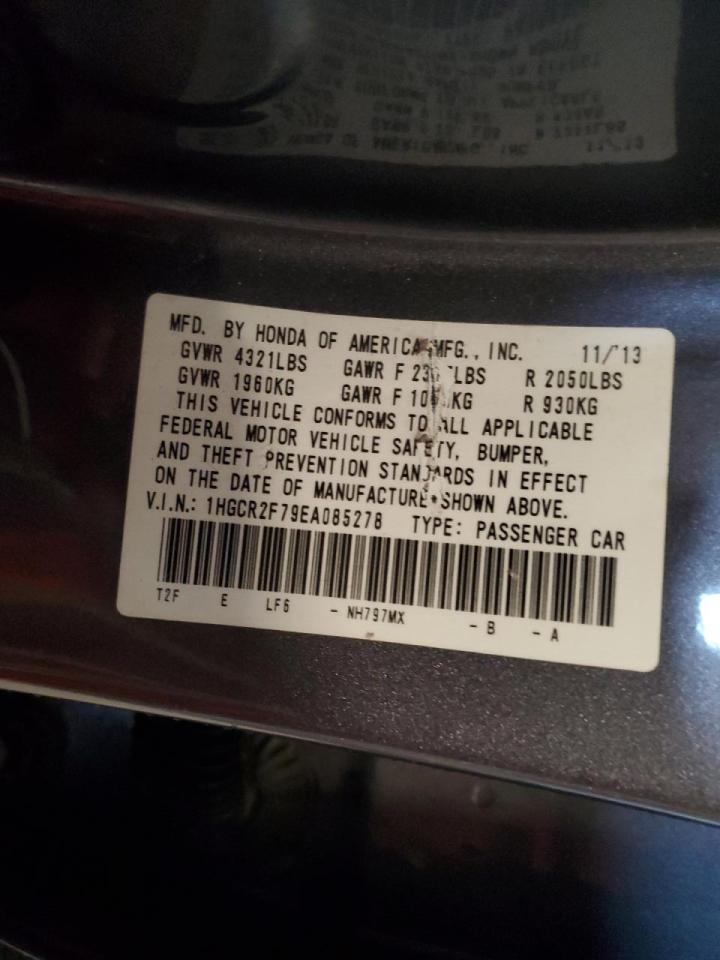 MFD. BY HONDA OF AMERICA MFG., INC. 11/13
GVWR 4321LBS GAWR F R 2050LBS
GVWR 1960KG GAWR F R 930KG
THIS VEHICLE CONFORMS TO ALL APPLICABLE
FEDERAL MOTOR VEHICLE SAFETY, BUMPER,
AND THEFT PREVENTION STANDARDS IN EFFECT
ON THE DATE OF MANUFACTURE SHOWN ABOVE.
V.I.N.: 1HGCR2F79EA085278 TYPE: PASSENGER CAR
T2F E LF6 - NH797MX - B - A